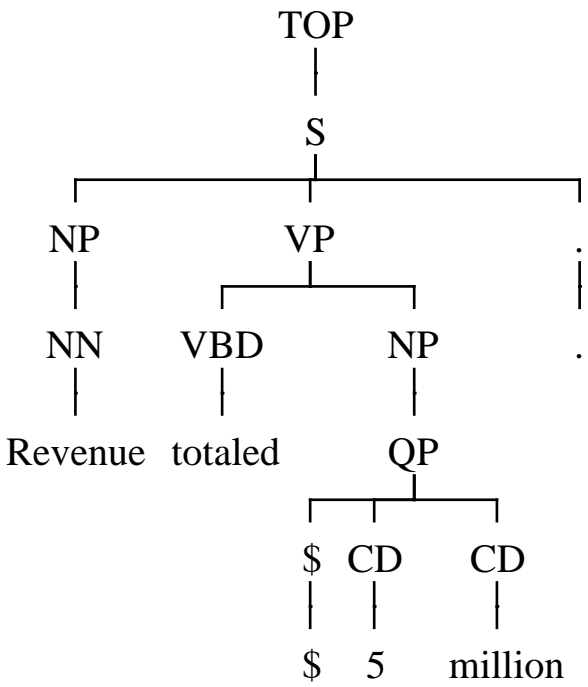 TOP
S
NP VP .
NN VBD NP .
Revenue totaled QP
$ CD CD
$ 5 million